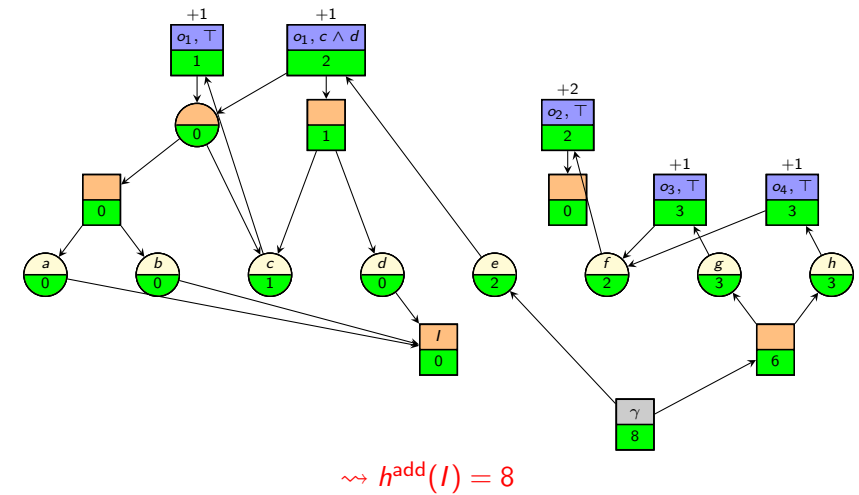 +1 +1
o₁, ⊤ o₁, c ∧ d
1 2
+2
o₂, ⊤
2
0 1
+1 +1
o₃, ⊤ o₄, ⊤
0 0 3 3
a b c d e f g h
0 0 1 0 2 2 3 3
I
0 6
γ
8
⇝ hᵃᵈᵈ(I) = 8